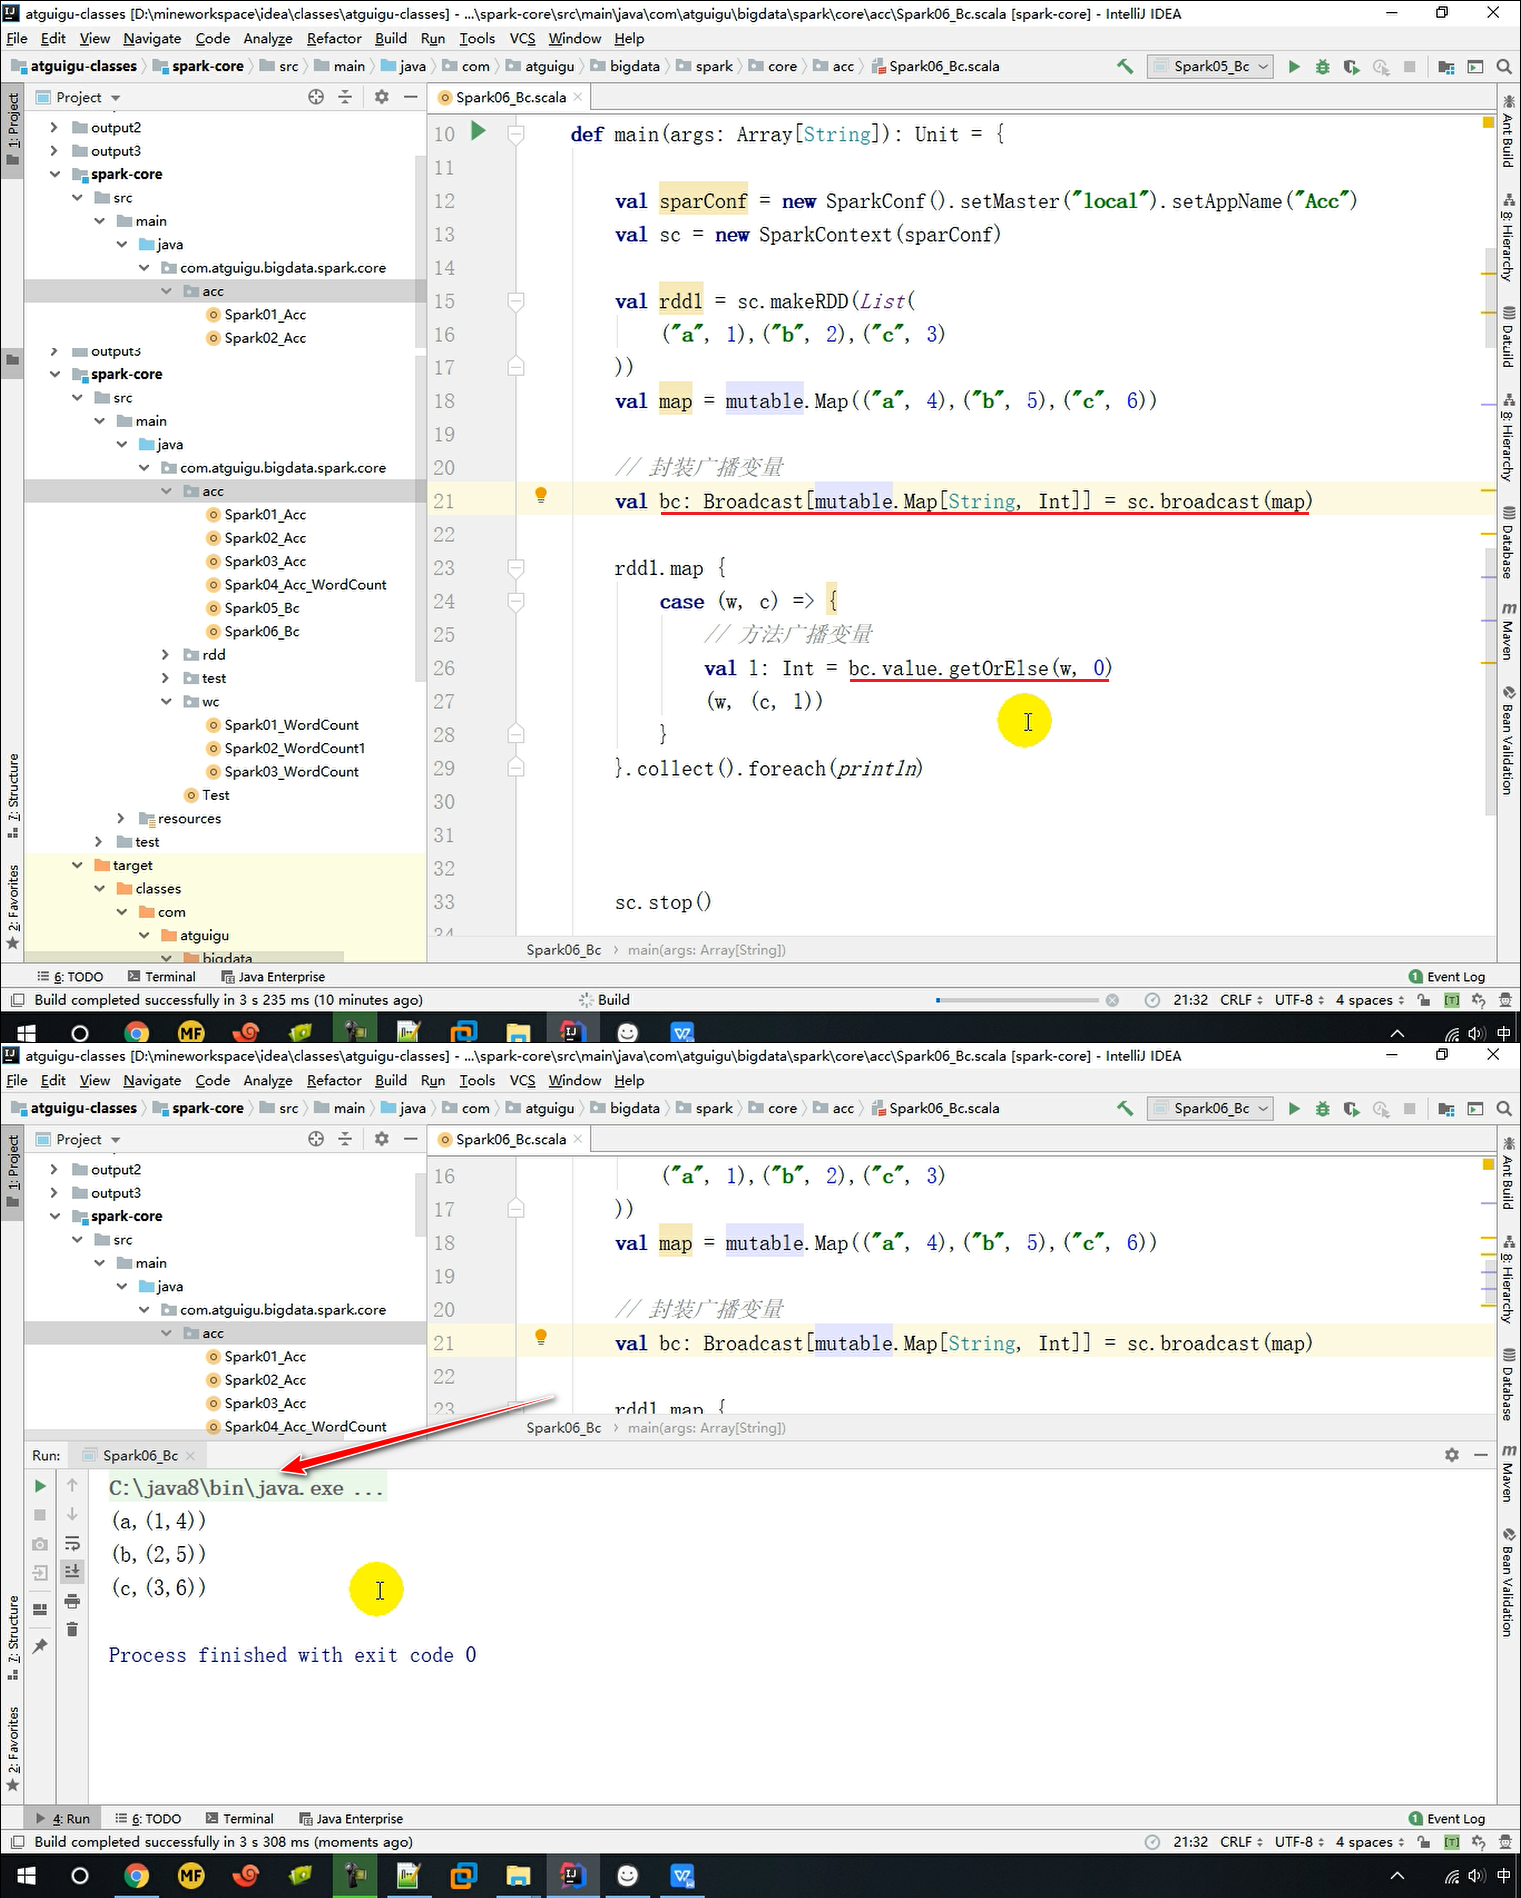 atguigu-classes [D:\mineworkspace\idea\classes\atguigu-classes] - ...\spark-core\src\main\java\com\atguigu\bigdata\spark\core\acc\Spark06_Bc.scala [spark-core] - IntelliJ IDEA
File Edit View Navigate Code Analyze Refactor Build Run Tools VCS Window Help
atguigu-classes spark-core src main java com atguigu bigdata spark core acc Spark06_Bc.scala Spark05_Bc
Project
Spark06_Bc.scala
1: Project
7: Structure
2: Favorites
output2
output3
spark-core
src
main
java
com.atguigu.bigdata.spark.core
acc
Spark01_Acc
Spark02_Acc
output3
spark-core
src
main
java
com.atguigu.bigdata.spark.core
acc
Spark01_Acc
Spark02_Acc
Spark03_Acc
Spark04_Acc_WordCount
Spark05_Bc
Spark06_Bc
rdd
test
wc
Spark01_WordCount
Spark02_WordCount1
Spark03_WordCount
Test
resources
test
target
classes
com
atguigu
bigdata
10 def main(args: Array[String]): Unit = {
11
12 val sparConf = new SparkConf().setMaster("local").setAppName("Acc")
13 val sc = new SparkContext(sparConf)
14
15 val rdd1 = sc.makeRDD(List(
16 ("a", 1),("b", 2),("c", 3)
17 ))
18 val map = mutable.Map(("a", 4),("b", 5),("c", 6))
19
20 // 封装广播变量
21 val bc: Broadcast[mutable.Map[String, Int]] = sc.broadcast(map)
22
23 rdd1.map {
24 case (w, c) => {
25 // 方法广播变量
26 val l: Int = bc.value.getOrElse(w, 0)
27 (w, (c, l))
28 }
29 }.collect().foreach(println)
30
31
32
33 sc.stop()
34
Spark06_Bc main(args: Array[String])
Ant Build
8: Hierarchy
8: Hierarchy
Database
Maven
Bean Validation
6: TODO Terminal Java Enterprise 1 Event Log
Build completed successfully in 3 s 235 ms (10 minutes ago) Build 21:32 CRLF UTF-8 4 spaces
MF IJ 中
atguigu-classes [D:\mineworkspace\idea\classes\atguigu-classes] - ...\spark-core\src\main\java\com\atguigu\bigdata\spark\core\acc\Spark06_Bc.scala [spark-core] - IntelliJ IDEA
File Edit View Navigate Code Analyze Refactor Build Run Tools VCS Window Help
atguigu-classes spark-core src main java com atguigu bigdata spark core acc Spark06_Bc.scala Spark06_Bc
Project
Spark06_Bc.scala
1: Project
7: Structure
2: Favorites
output2
output3
spark-core
src
main
java
com.atguigu.bigdata.spark.core
acc
Spark01_Acc
Spark02_Acc
Spark03_Acc
Spark04_Acc_WordCount
16 ("a", 1),("b", 2),("c", 3)
17 ))
18 val map = mutable.Map(("a", 4),("b", 5),("c", 6))
19
20 // 封装广播变量
21 val bc: Broadcast[mutable.Map[String, Int]] = sc.broadcast(map)
22
23 rdd1.map {
Spark06_Bc main(args: Array[String])
Ant Build
8: Hierarchy
Database
Maven
Bean Validation
Run: Spark06_Bc
C:\java8\bin\java.exe ...
(a,(1,4))
(b,(2,5))
(c,(3,6))
Process finished with exit code 0
4: Run 6: TODO Terminal Java Enterprise 1 Event Log
Build completed successfully in 3 s 308 ms (moments ago) 21:32 CRLF UTF-8 4 spaces
MF IJ 中